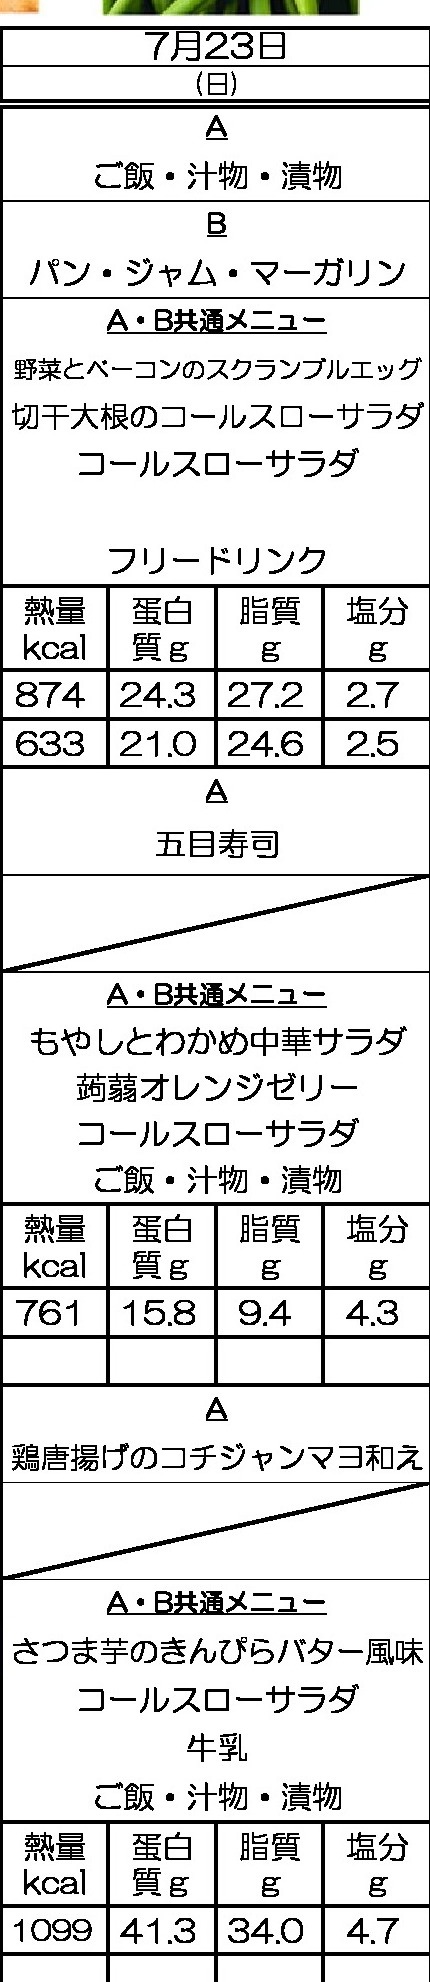 7月23日
(日)
A
ご飯・汁物・漬物
B
パン・ジャム・マーガリン
A・B共通メニュー
野菜とベーコンのスクランブルエッグ
切干大根のコールスローサラダ
コールスローサラダ
フリードリンク
熱量 蛋白 脂質 塩分
kcal 質g g g
874 24.3 27.2 2.7
633 21.0 24.6 2.5
A
五目寿司
A・B共通メニュー
もやしとわかめ中華サラダ
蒟蒻オレンジゼリー
コールスローサラダ
ご飯・汁物・漬物
熱量 蛋白 脂質 塩分
kcal 質g g g
761 15.8 9.4 4.3
A
鶏唐揚げのコチジャンマヨ和え
A・B共通メニュー
さつま芋のきんぴらバター風味
コールスローサラダ
牛乳
ご飯・汁物・漬物
熱量 蛋白 脂質 塩分
kcal 質g g g
1099 41.3 34.0 4.7